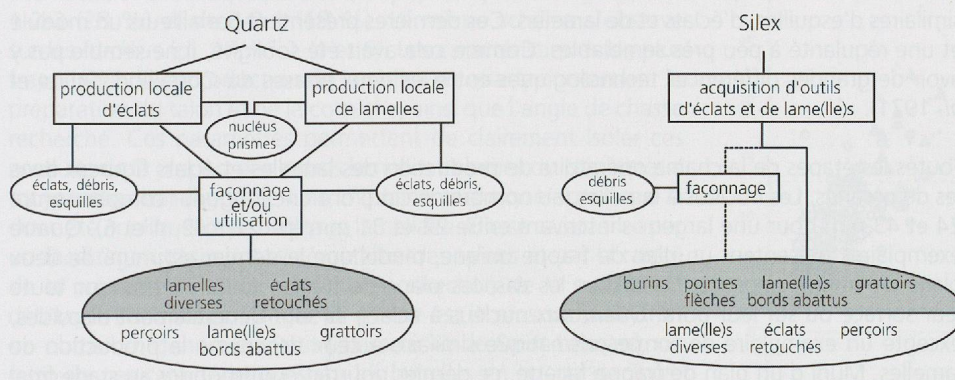 Quartz
Silex
production locale
d'éclats
production locale
de lamelles
nucléus
prismes
éclats, débris,
esquilles
façonnage
et/ou
utilisation
éclats, débris,
esquilles
lamelles
diverses
éclats
retouchés
perçoirs
lame(lle)s
bords abattus
grattoirs
acquisition d'outils
d'éclats et de lame(lle)s
débris
esquilles
façonnage
burins
pointes
flèches
lame(lle)s
bords abattus
grattoirs
lame(lle)s
diverses
éclats
retouchés
perçoirs